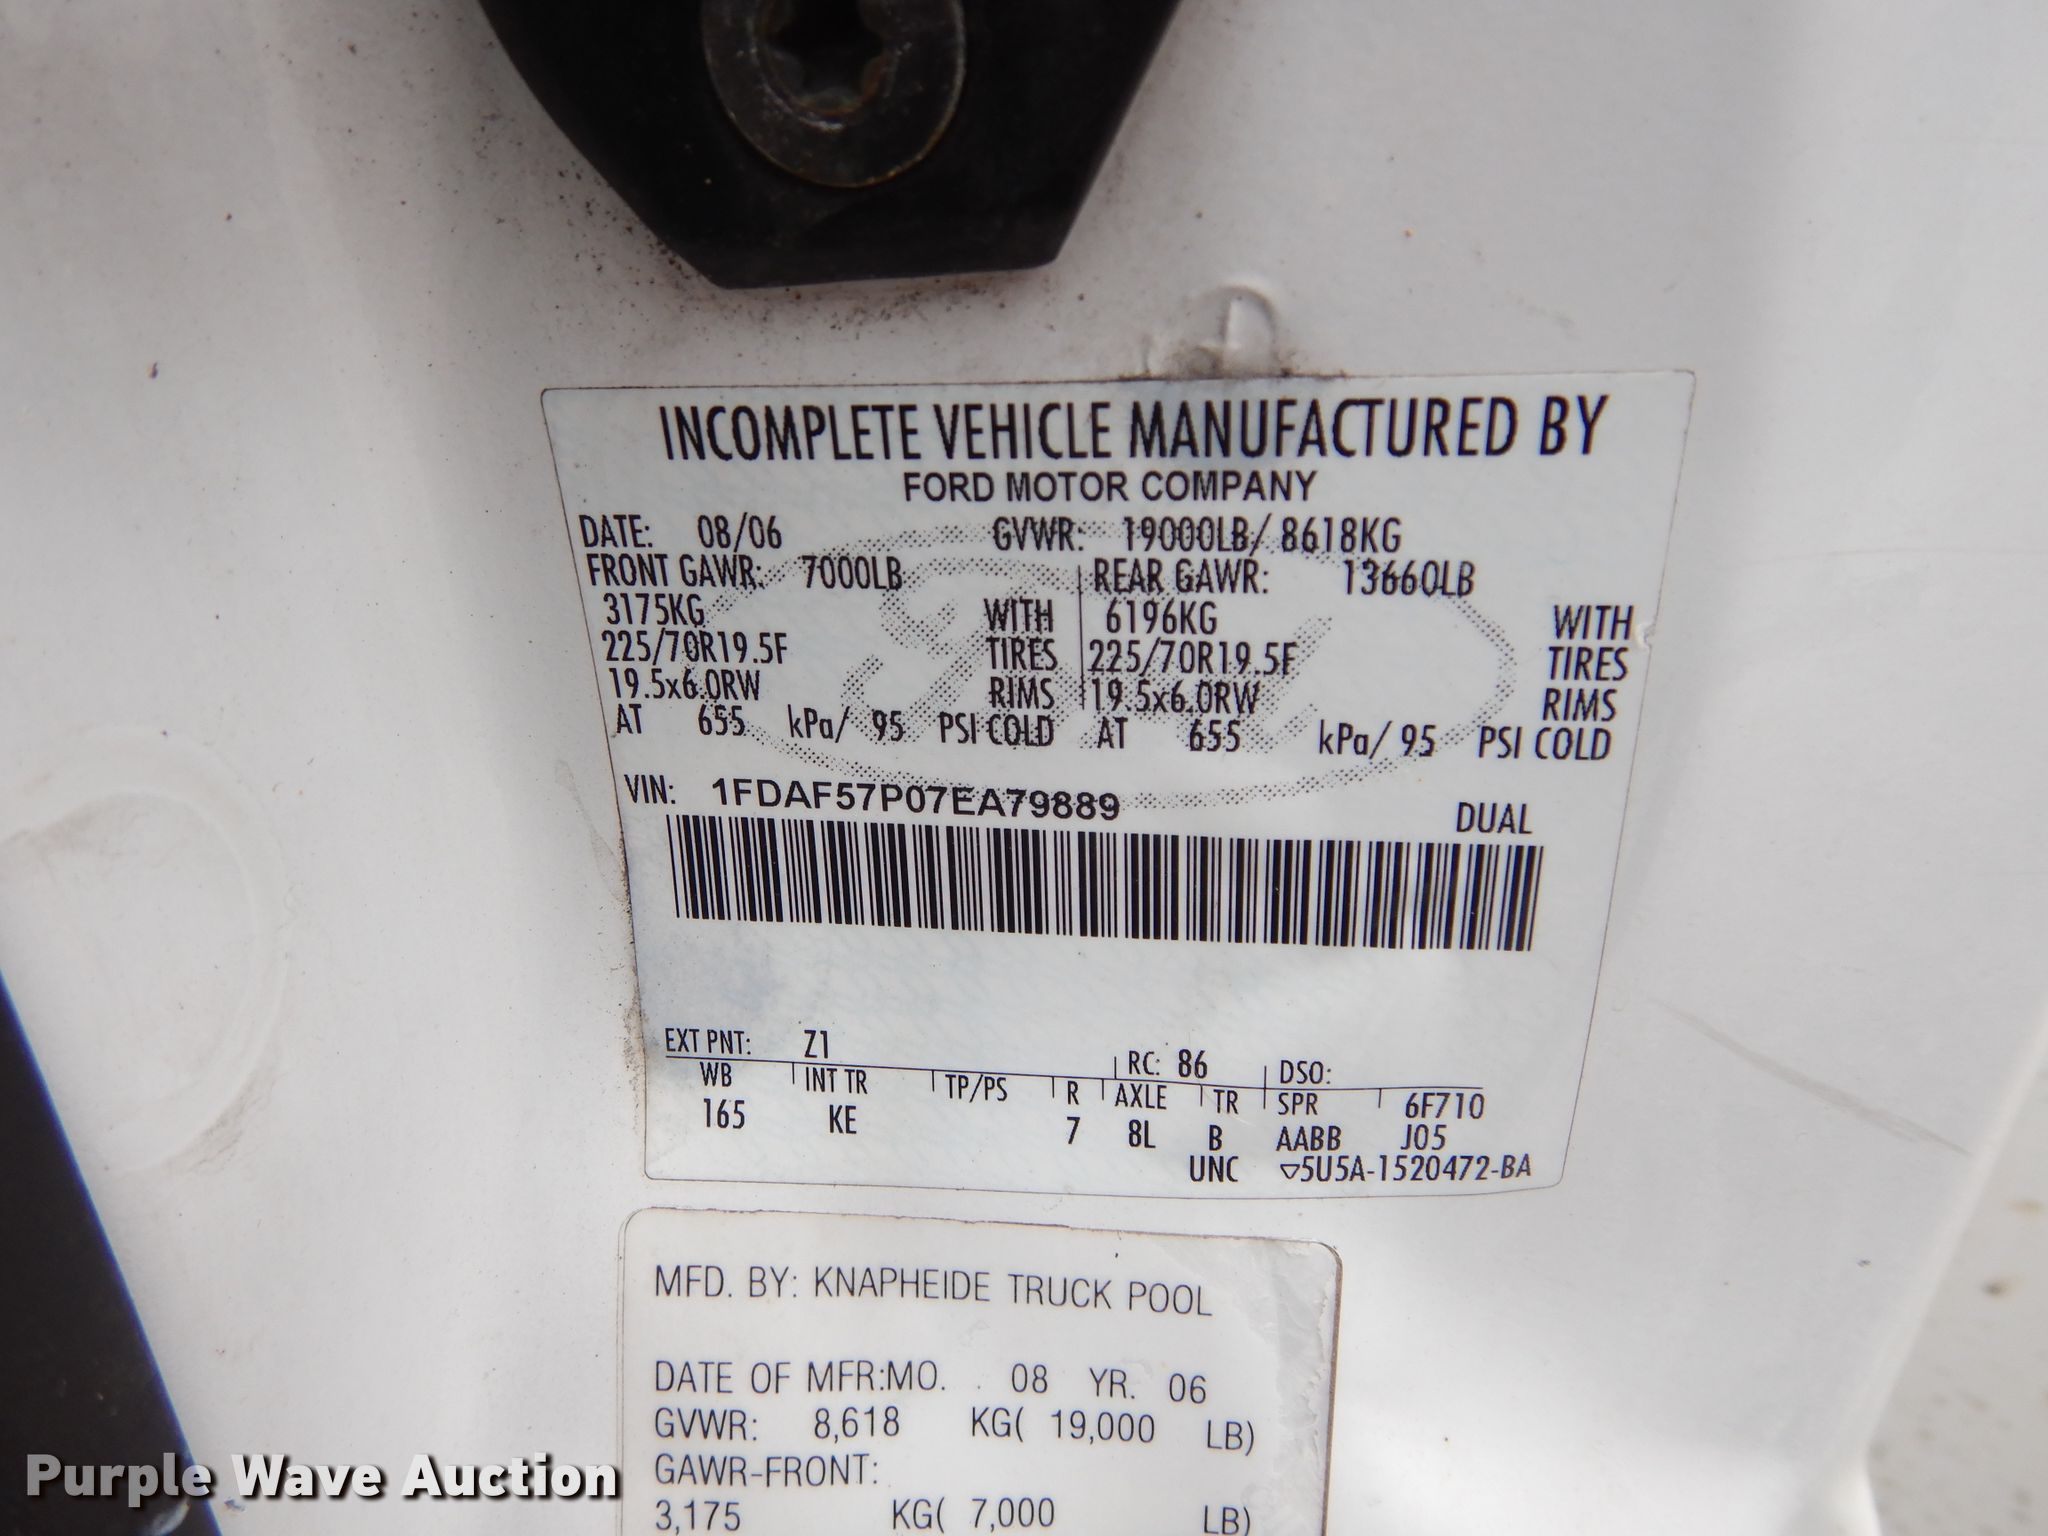 INCOMPLETE VEHICLE MANUFACTURED BY
FORD MOTOR COMPANY
DATE: 08/06 GVWR: 19000LB/ 8618KG
FRONT GAWR: 7000LB REAR GAWR: 13660LB
3175KG WITH 6196KG WITH
225/70R19.5F TIRES 225/70R19.5F TIRES
19.5x6.0RW RIMS 19.5x6.0RW RIMS
AT 655 kPa/ 95 PSI COLD AT 655 kPa/ 95 PSI COLD
VIN: 1FDAF57P07EA79889
DUAL
EXT PNT: Z1 RC: 86 DSO:
WB INT TR TP/PS R AXLE TR SPR 6F710
165 KE 7 8L B AABB J05
UNC ▽5U5A-1520472-BA
MFD. BY: KNAPHEIDE TRUCK POOL
DATE OF MFR:MO. 08 YR. 06
GVWR: 8,618 KG( 19,000 LB)
GAWR-FRONT:
3,175 KG( 7,000 LB)
Purple Wave Auction